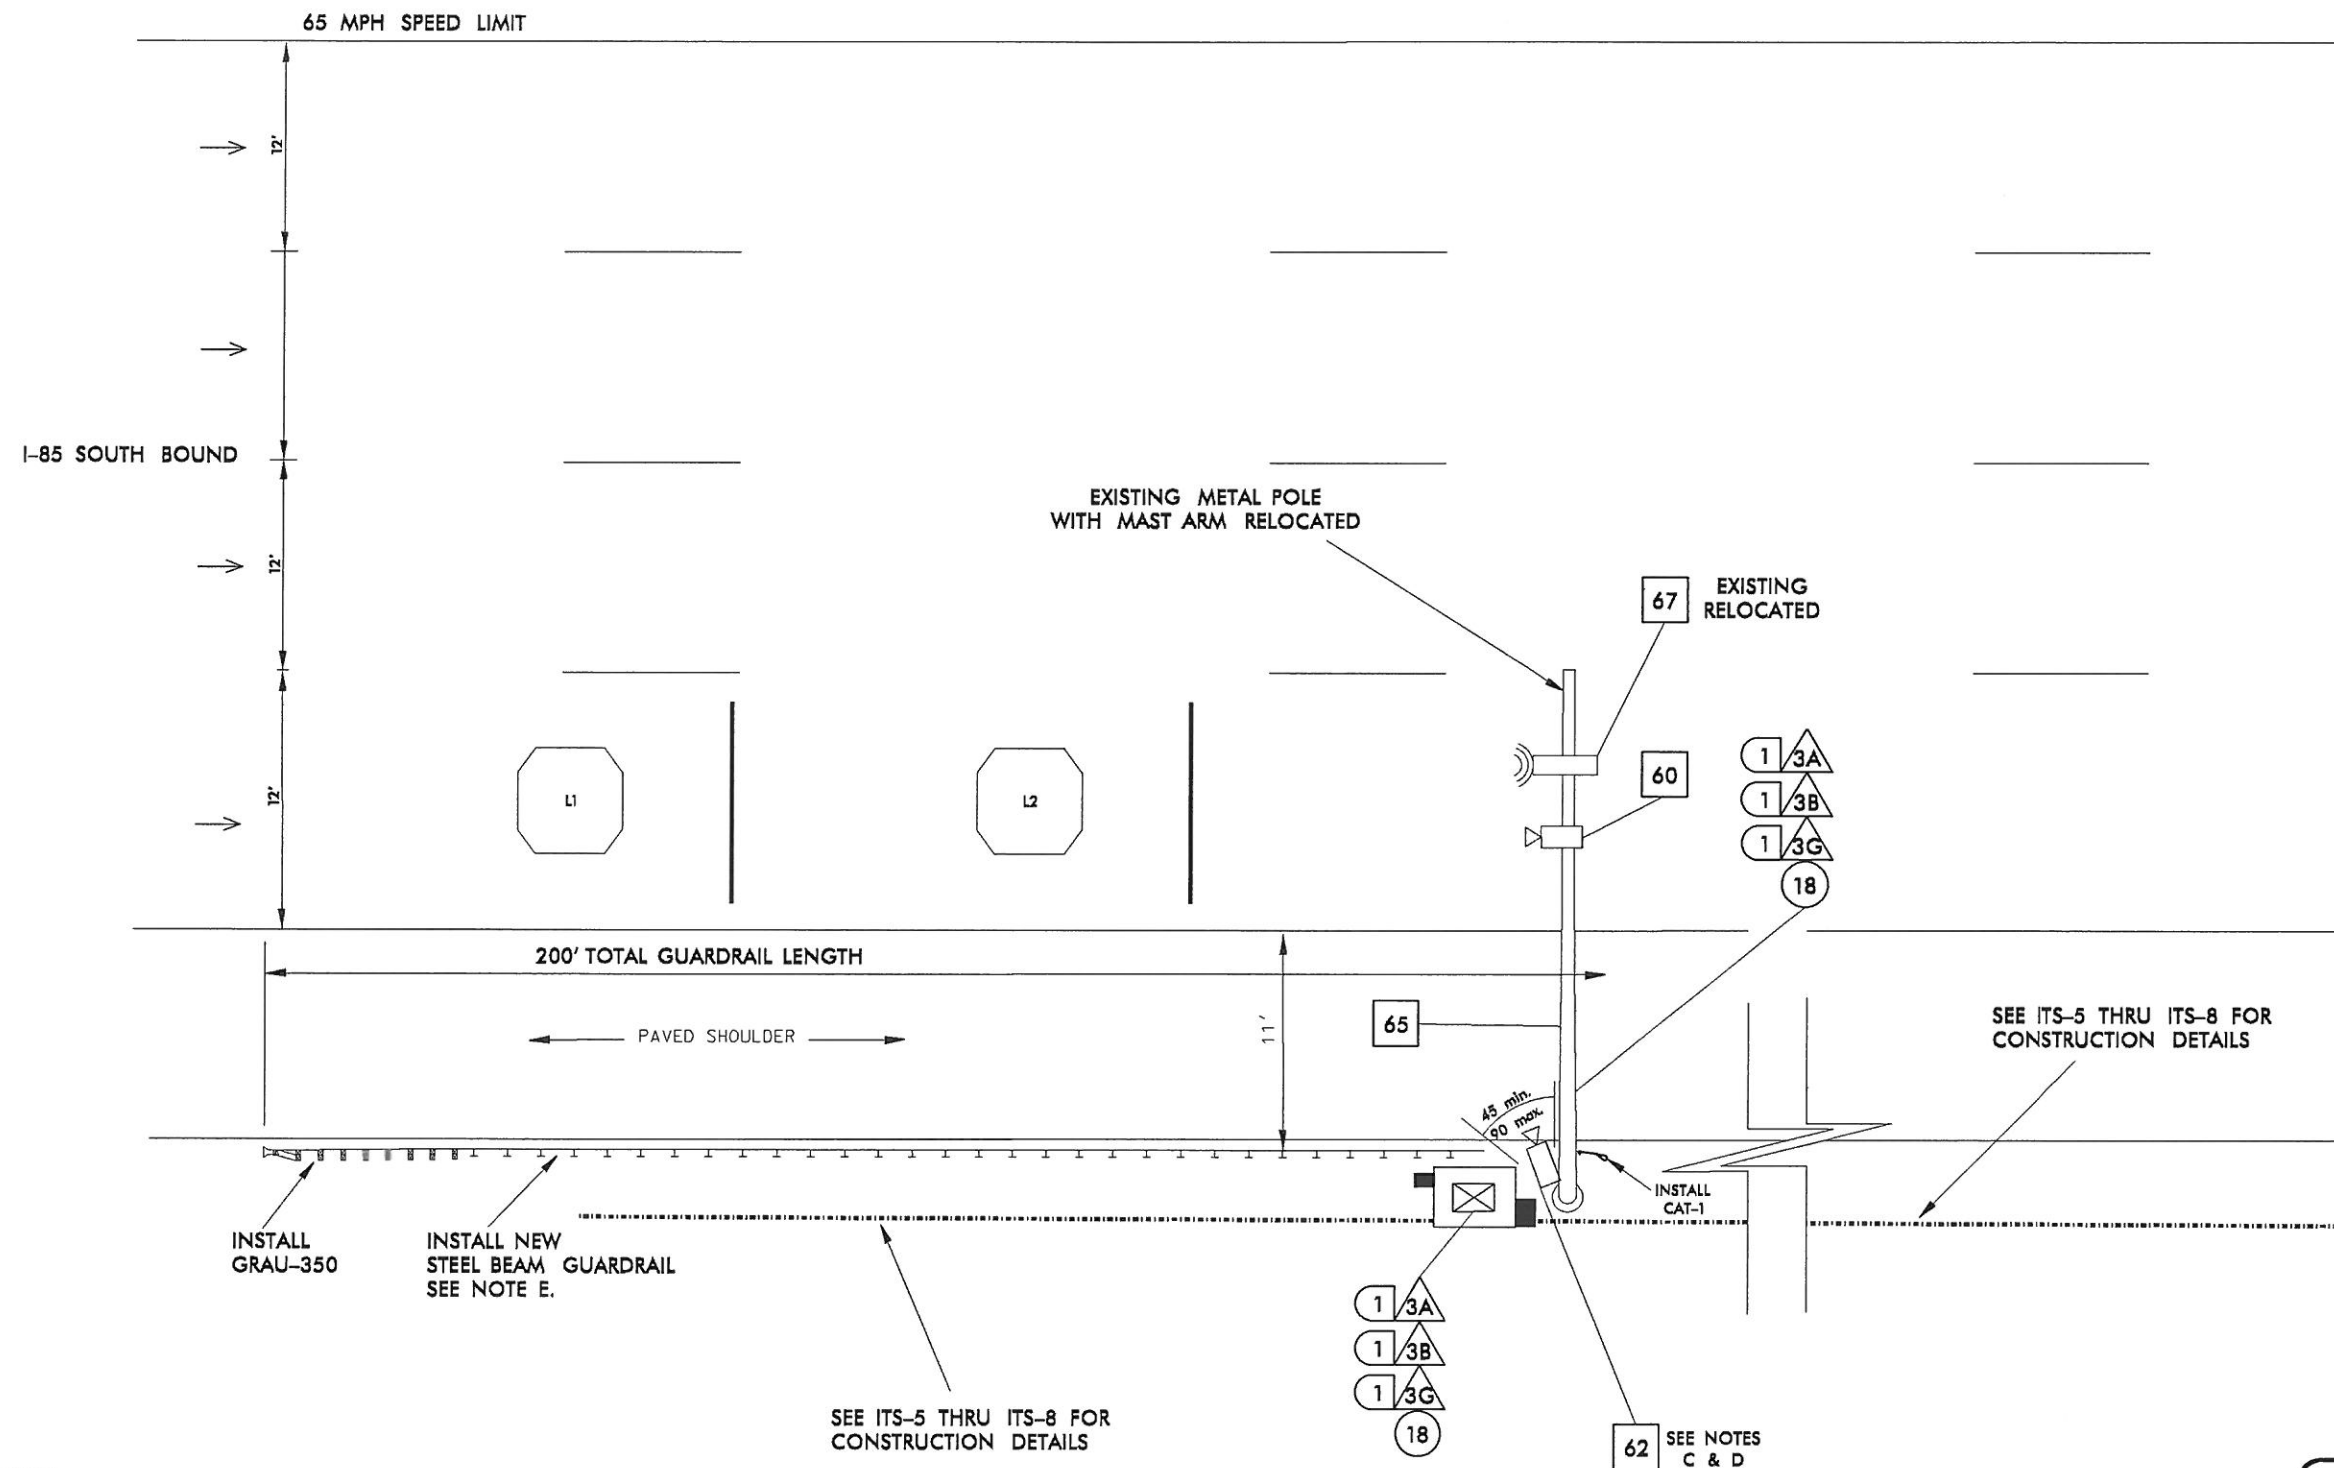 65 MPH SPEED LIMIT
12'
I-85 SOUTH BOUND
EXISTING METAL POLE
WITH MAST ARM RELOCATED
12'
67
EXISTING
RELOCATED
60
1 3A
1 3B
1 3G
18
12'
L1
L2
200' TOTAL GUARDRAIL LENGTH
PAVED SHOULDER
11'
65
SEE ITS-5 THRU ITS-8 FOR
CONSTRUCTION DETAILS
45 min.
90 max.
INSTALL
CAT-1
INSTALL
GRAU-350
INSTALL NEW
STEEL BEAM GUARDRAIL
SEE NOTE E.
1 3A
1 3B
1 3G
18
SEE ITS-5 THRU ITS-8 FOR
CONSTRUCTION DETAILS
62
SEE NOTES
C & D